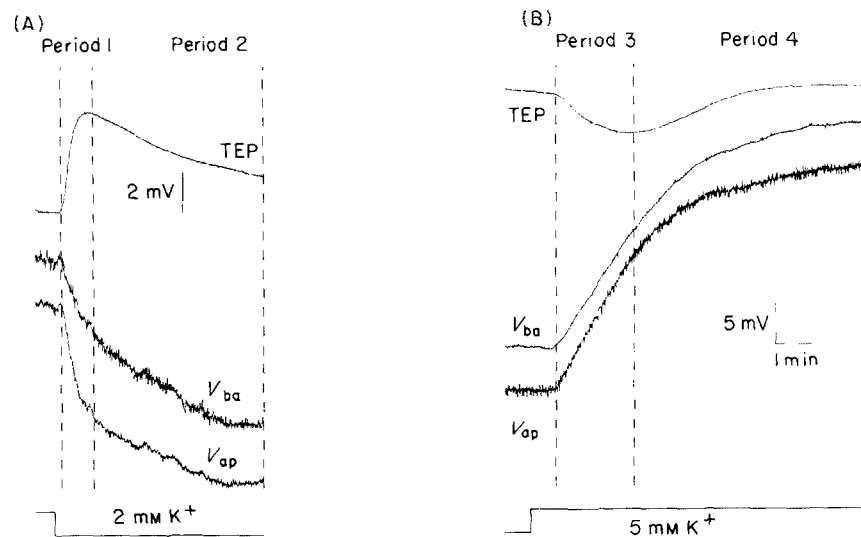 (A)
Period 1 Period 2
TEP
2 mV
V_ba
V_ap
2 mM K⁺
(B)
Period 3 Period 4
TEP
V_ba
5 mV
1 min
V_ap
5 mM K⁺